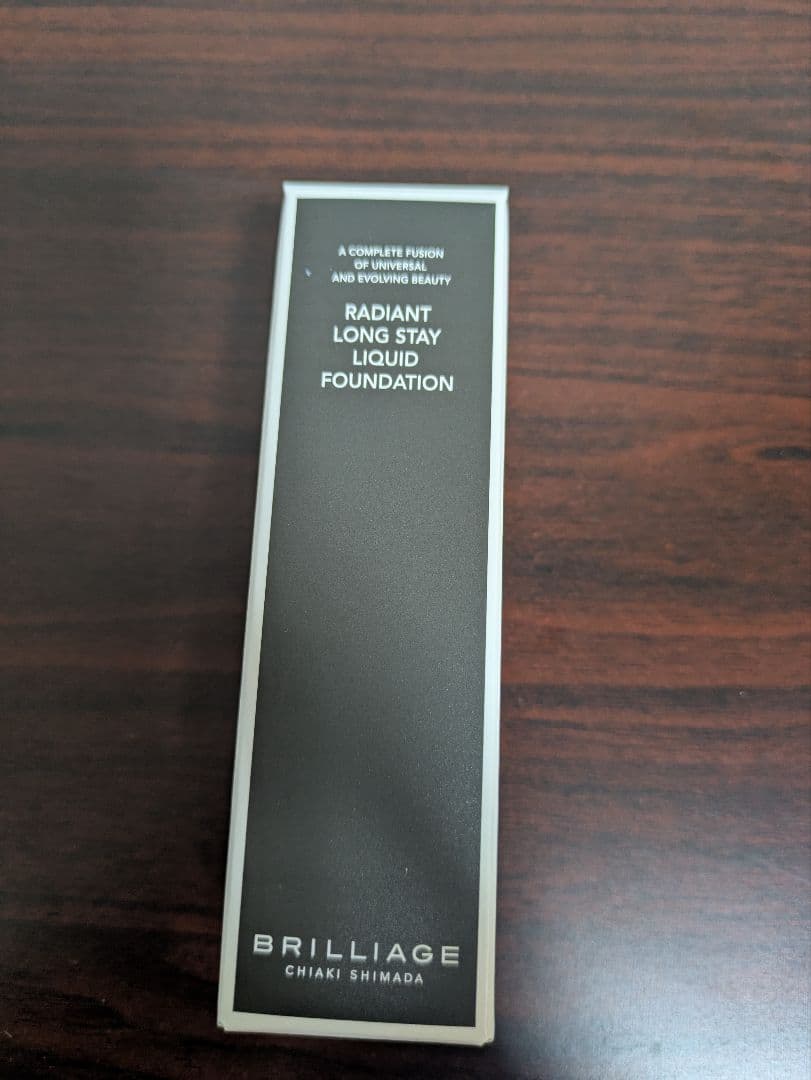 A COMPLETE FUSION
OF UNIVERSAL
AND EVOLVING BEAUTY
RADIANT
LONG STAY
LIQUID
FOUNDATION
BRILLIAGE
CHIAKI SHIMADA